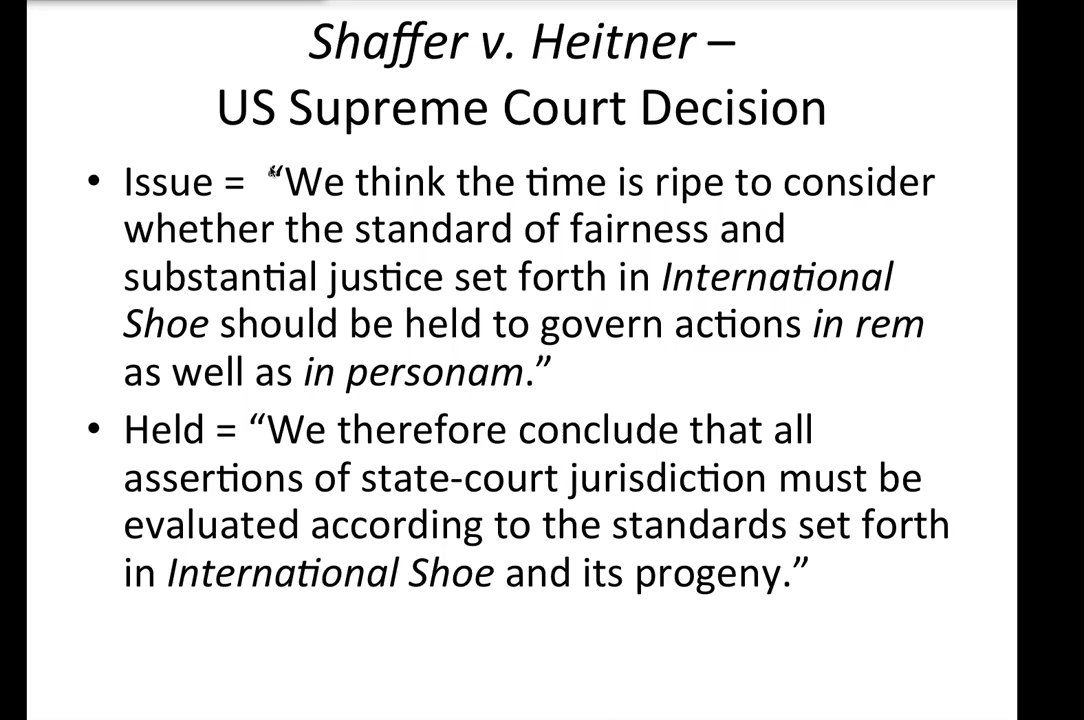 Shaffer v. Heitner –
US Supreme Court Decision
• Issue = “We think the time is ripe to consider
whether the standard of fairness and
substantial justice set forth in International
Shoe should be held to govern actions in rem
as well as in personam.”
• Held = “We therefore conclude that all
assertions of state-court jurisdiction must be
evaluated according to the standards set forth
in International Shoe and its progeny.”